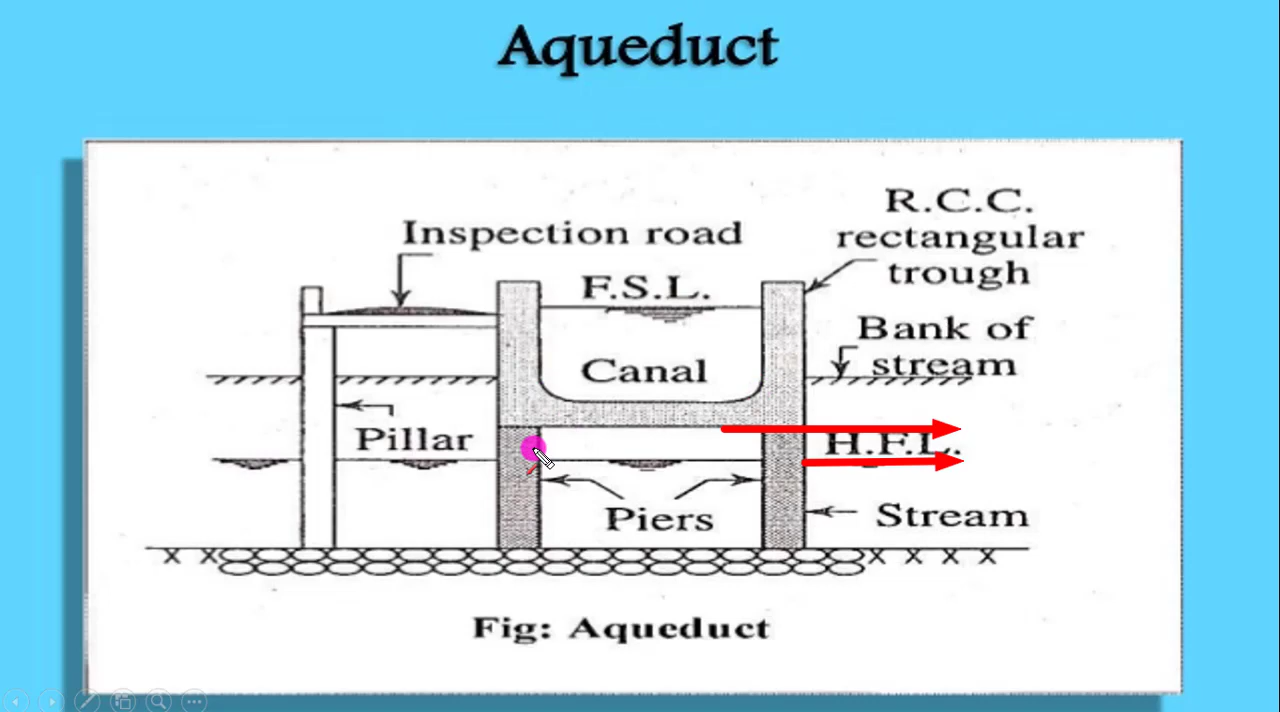 Aqueduct
R.C.C.
rectangular
trough
Inspection road
F.S.L.
Bank of
stream
Canal
Pillar
H.F.L.
Piers
Stream
X X
X X X X
Fig: Aqueduct